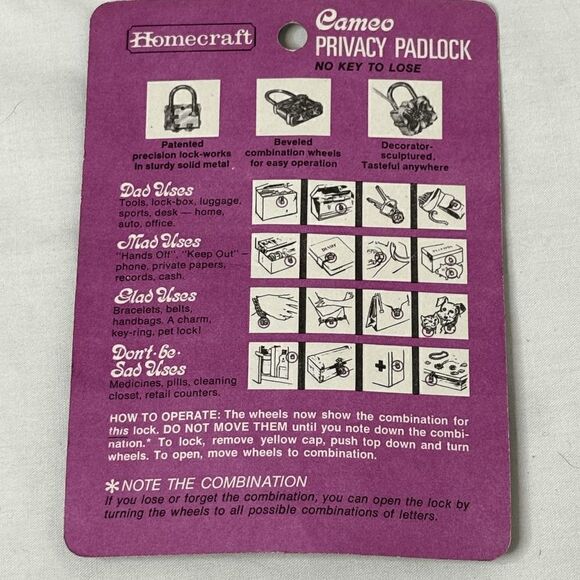 Homecraft
Cameo
PRIVACY PADLOCK
NO KEY TO LOSE
Patented
precision lock-works
in sturdy solid metal
Beveled
combination wheels
for easy operation
Decorator-
sculptured.
Tasteful anywhere
Dad Uses
Tools, lock-box, luggage,
sports, desk — home,
auto, office.
Mad Uses
"Hands Off", "Keep Out" –
phone, private papers,
records, cash.
Glad Uses
Bracelets, belts,
handbags. A charm,
key-ring, pet lock!
Don't-be-
Sad Uses
Medicines, pills, cleaning
closet, retail counters.
DIARY
HOW TO OPERATE: The wheels now show the combination for
this lock. DO NOT MOVE THEM until you note down the combi-
nation.* To lock, remove yellow cap, push top down and turn
wheels. To open, move wheels to combination.
*NOTE THE COMBINATION
If you lose or forget the combination, you can open the lock by
turning the wheels to all possible combinations of letters.